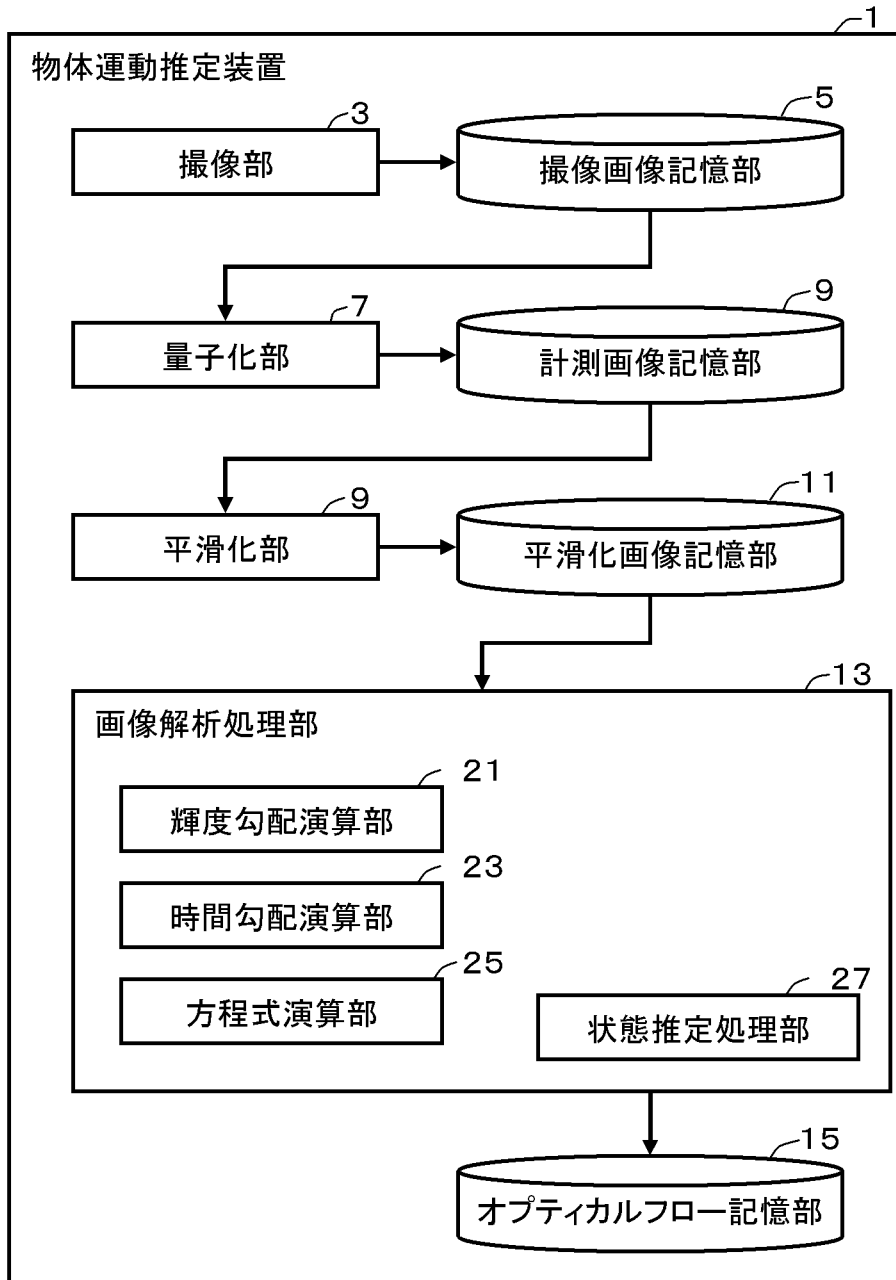 1
物体運動推定装置
3
撮像部
5
撮像画像記憶部
7
量子化部
9
計測画像記憶部
9
平滑化部
11
平滑化画像記憶部
13
画像解析処理部
21
輝度勾配演算部
23
時間勾配演算部
25
方程式演算部
27
状態推定処理部
15
オプティカルフロー記憶部